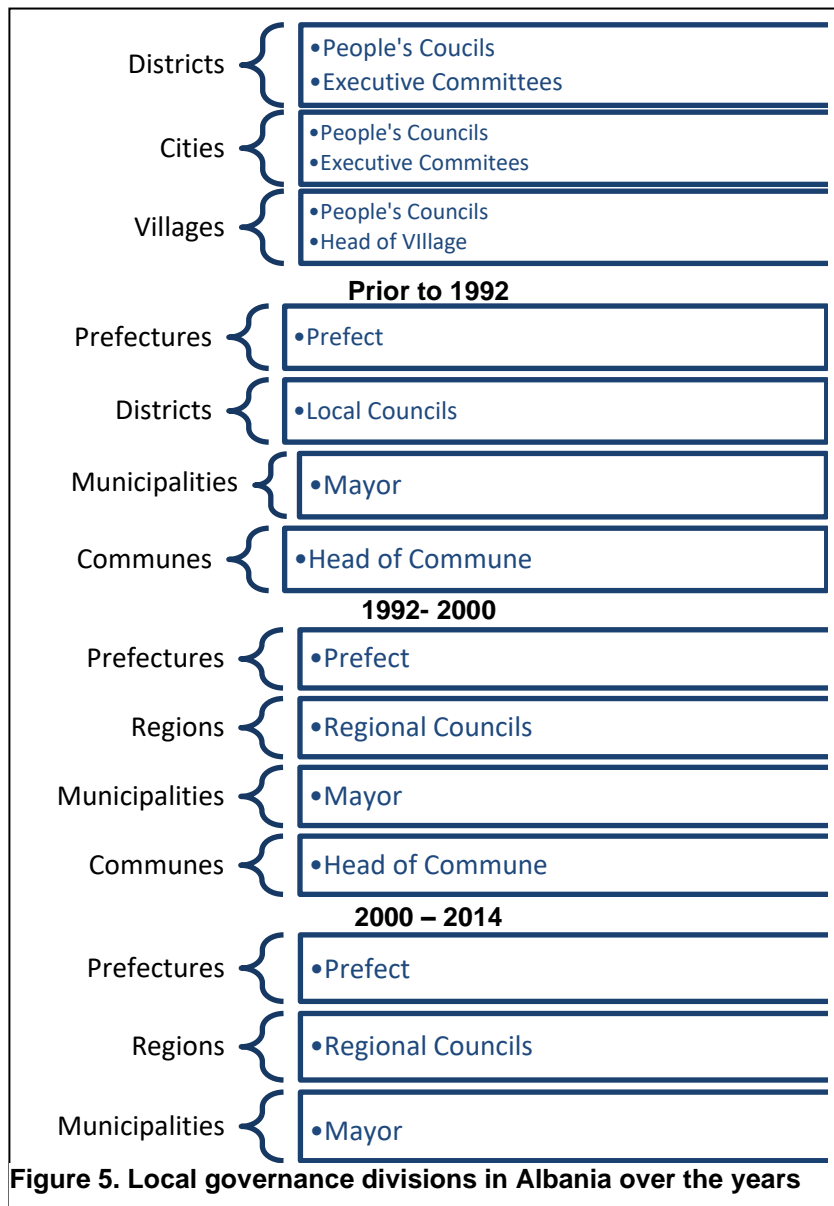 Districts
•People's Coucils
•Executive Committees
Cities
•People's Councils
•Executive Commitees
Villages
•People's Councils
•Head of VIllage
Prior to 1992
Prefectures
•Prefect
Districts
•Local Councils
Municipalities
•Mayor
Communes
•Head of Commune
1992- 2000
Prefectures
•Prefect
Regions
•Regional Councils
Municipalities
•Mayor
Communes
•Head of Commune
2000 – 2014
Prefectures
•Prefect
Regions
•Regional Councils
Municipalities
•Mayor
Figure 5. Local governance divisions in Albania over the years